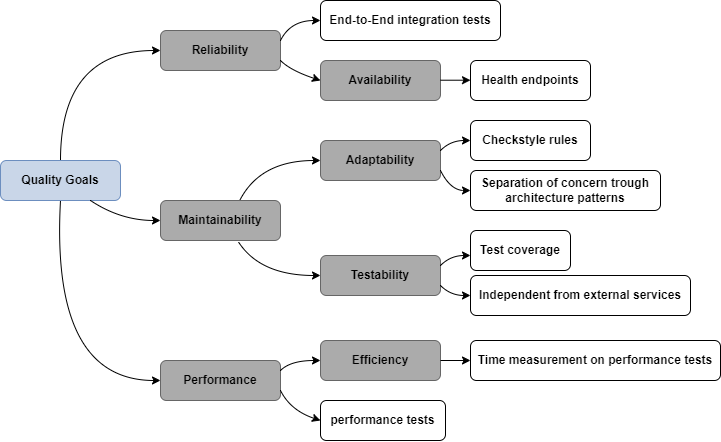 Quality Goals
Reliability
End-to-End integration tests
Availability
Health endpoints
Maintainability
Adaptability
Checkstyle rules
Separation of concern trough
architecture patterns
Testability
Test coverage
Independent from external services
Performance
Efficiency
Time measurement on performance tests
performance tests